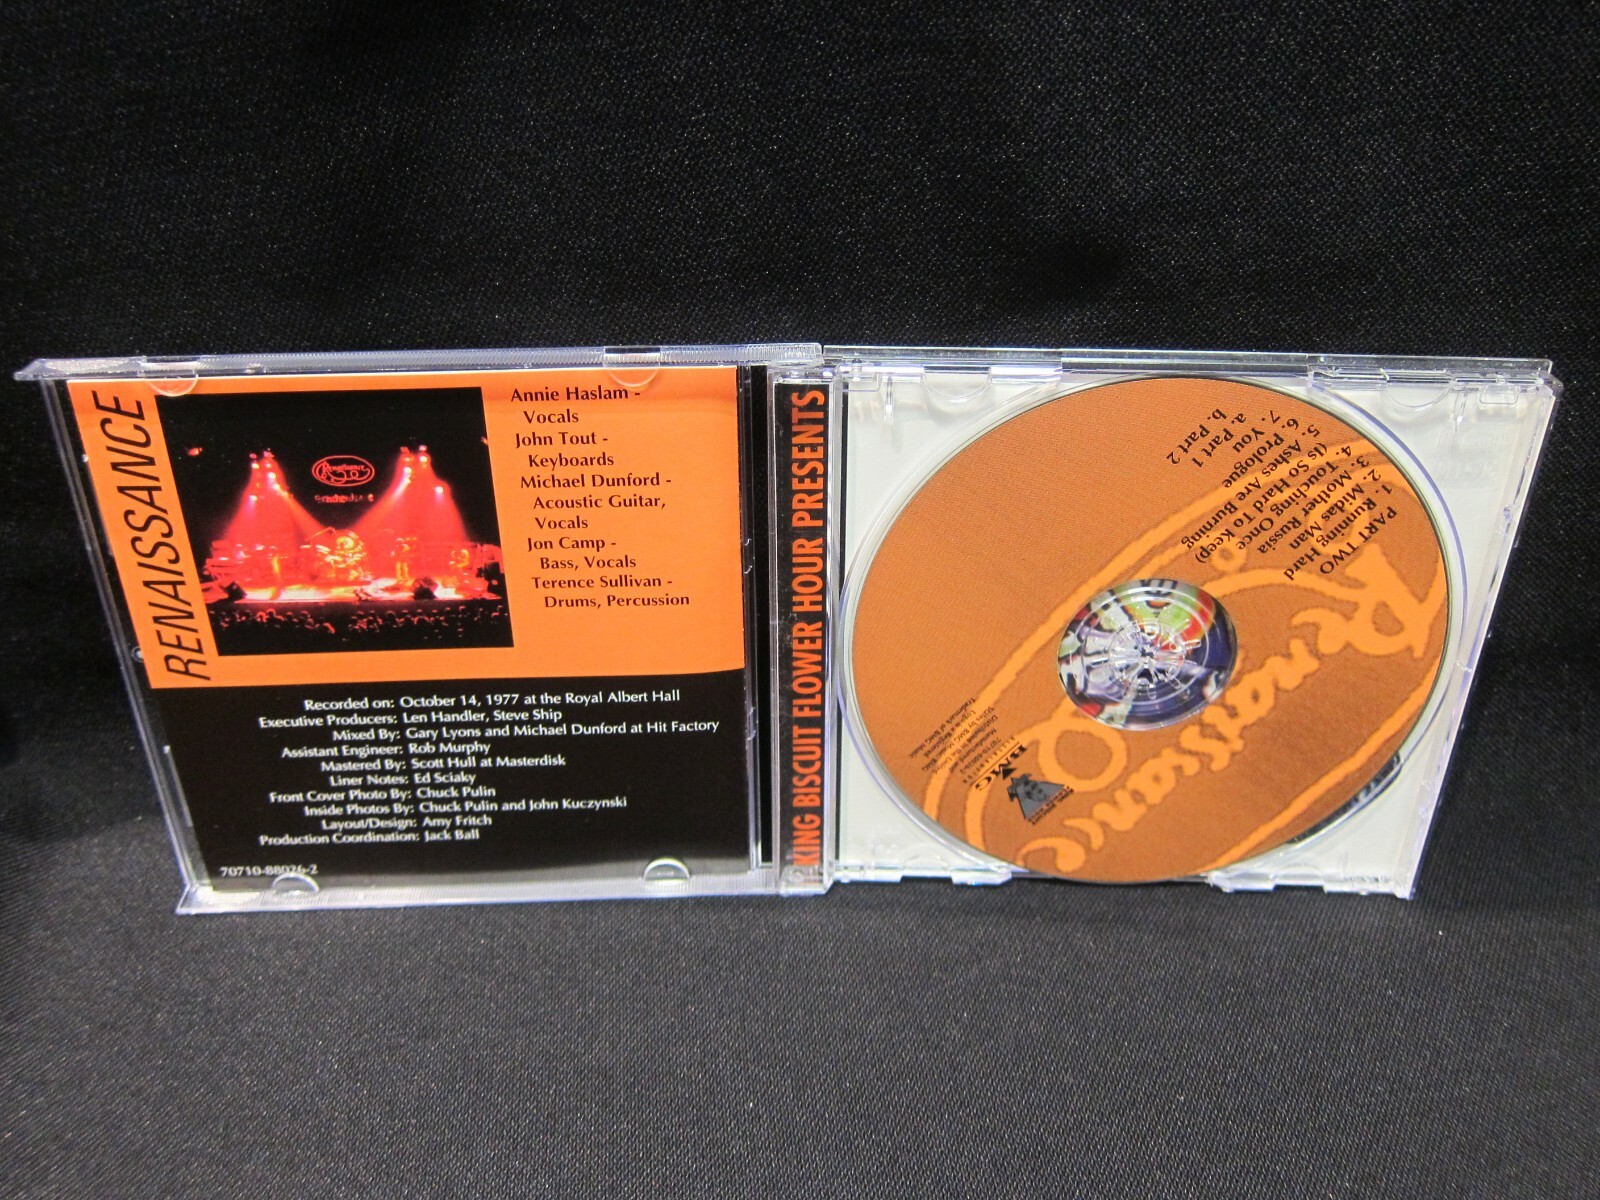 RENAISSANCE
Renaissance
Annie Haslam -
Vocals
John Tout -
Keyboards
Michael Dunford -
Acoustic Guitar,
Vocals
Jon Camp -
Bass, Vocals
Terence Sullivan -
Drums, Percussion
Recorded on: October 14, 1977 at the Royal Albert Hall
Executive Producers: Len Handler, Steve Ship
Mixed By: Gary Lyons and Michael Dunford at Hit Factory
Assistant Engineer: Rob Murphy
Mastered By: Scott Hull at Masterdisk
Liner Notes: Ed Sciaky
Front Cover Photo By: Chuck Pulin
Inside Photos By: Chuck Pulin and John Kuczynski
Layout/Design: Amy Fritch
Production Coordination: Jack Ball
70710-88026-2
KING BISCUIT FLOWER HOUR PRESENTS
PART TWO
1. Running Hard
2. Midas Man
3. Mother Russia
4. Touching Once
(Is So Hard To Keep)
5. Ashes Are Burning
6. Prologue
7. You
a. Part 1
b. Part 2
Renaissance
BMG